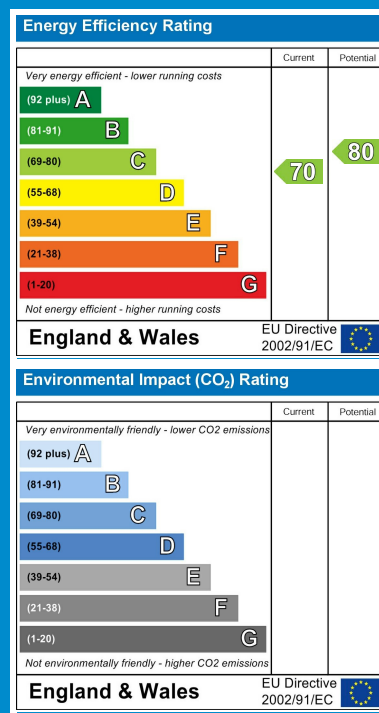 Energy Efficiency Rating
Current Potential
Very energy efficient - lower running costs
(92 plus) A
(81-91) B
(69-80) C
(55-68) D
(39-54) E
(21-38) F
(1-20) G
70
80
Not energy efficient - higher running costs
England & Wales
EU Directive
2002/91/EC
Environmental Impact (CO₂) Rating
Current Potential
Very environmentally friendly - lower CO2 emissions
(92 plus) A
(81-91) B
(69-80) C
(55-68) D
(39-54) E
(21-38) F
(1-20) G
Not environmentally friendly - higher CO2 emissions
England & Wales
EU Directive
2002/91/EC